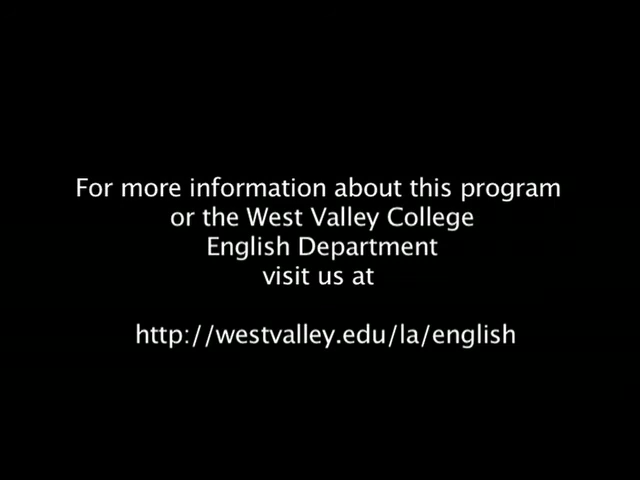 For more information about this program
or the West Valley College
English Department
visit us at
http://westvalley.edu/la/english